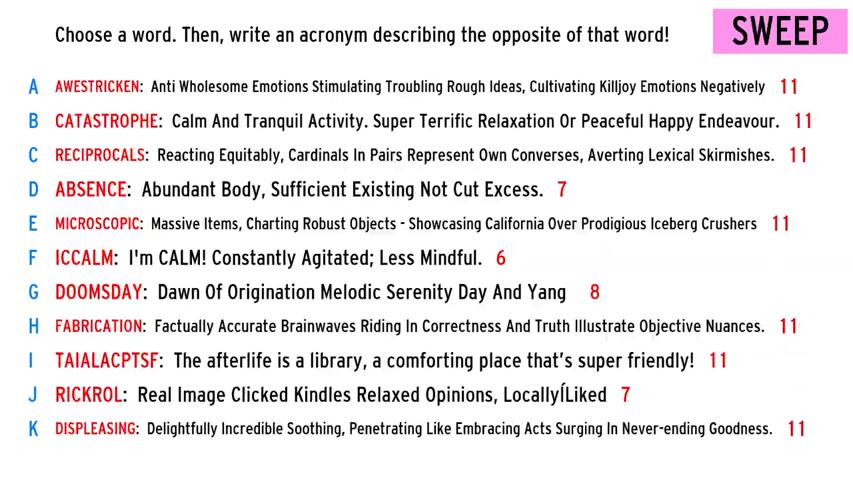 Choose a word. Then, write an acronym describing the opposite of that word!
SWEEP
A AWESTRICKEN: Anti Wholesome Emotions Stimulating Troubling Rough Ideas, Cultivating Killjoy Emotions Negatively 11
B CATASTROPHE: Calm And Tranquil Activity. Super Terrific Relaxation Or Peaceful Happy Endeavour. 11
C RECIPROCALS: Reacting Equitably, Cardinals In Pairs Represent Own Converses, Averting Lexical Skirmishes. 11
D ABSENCE: Abundant Body, Sufficient Existing Not Cut Excess. 7
E MICROSCOPIC: Massive Items, Charting Robust Objects - Showcasing California Over Prodigious Iceberg Crushers 11
F ICCALM: I'm CALM! Constantly Agitated; Less Mindful. 6
G DOOMSDAY: Dawn Of Origination Melodic Serenity Day And Yang 8
H FABRICATION: Factually Accurate Brainwaves Riding In Correctness And Truth Illustrate Objective Nuances. 11
I TAIALACPTSF: The afterlife is a library, a comforting place that's super friendly! 11
J RICKROL: Real Image Clicked Kindles Relaxed Opinions, LocallyÍLiked 7
K DISPLEASING: Delightfully Incredible Soothing, Penetrating Like Embracing Acts Surging In Never-ending Goodness. 11